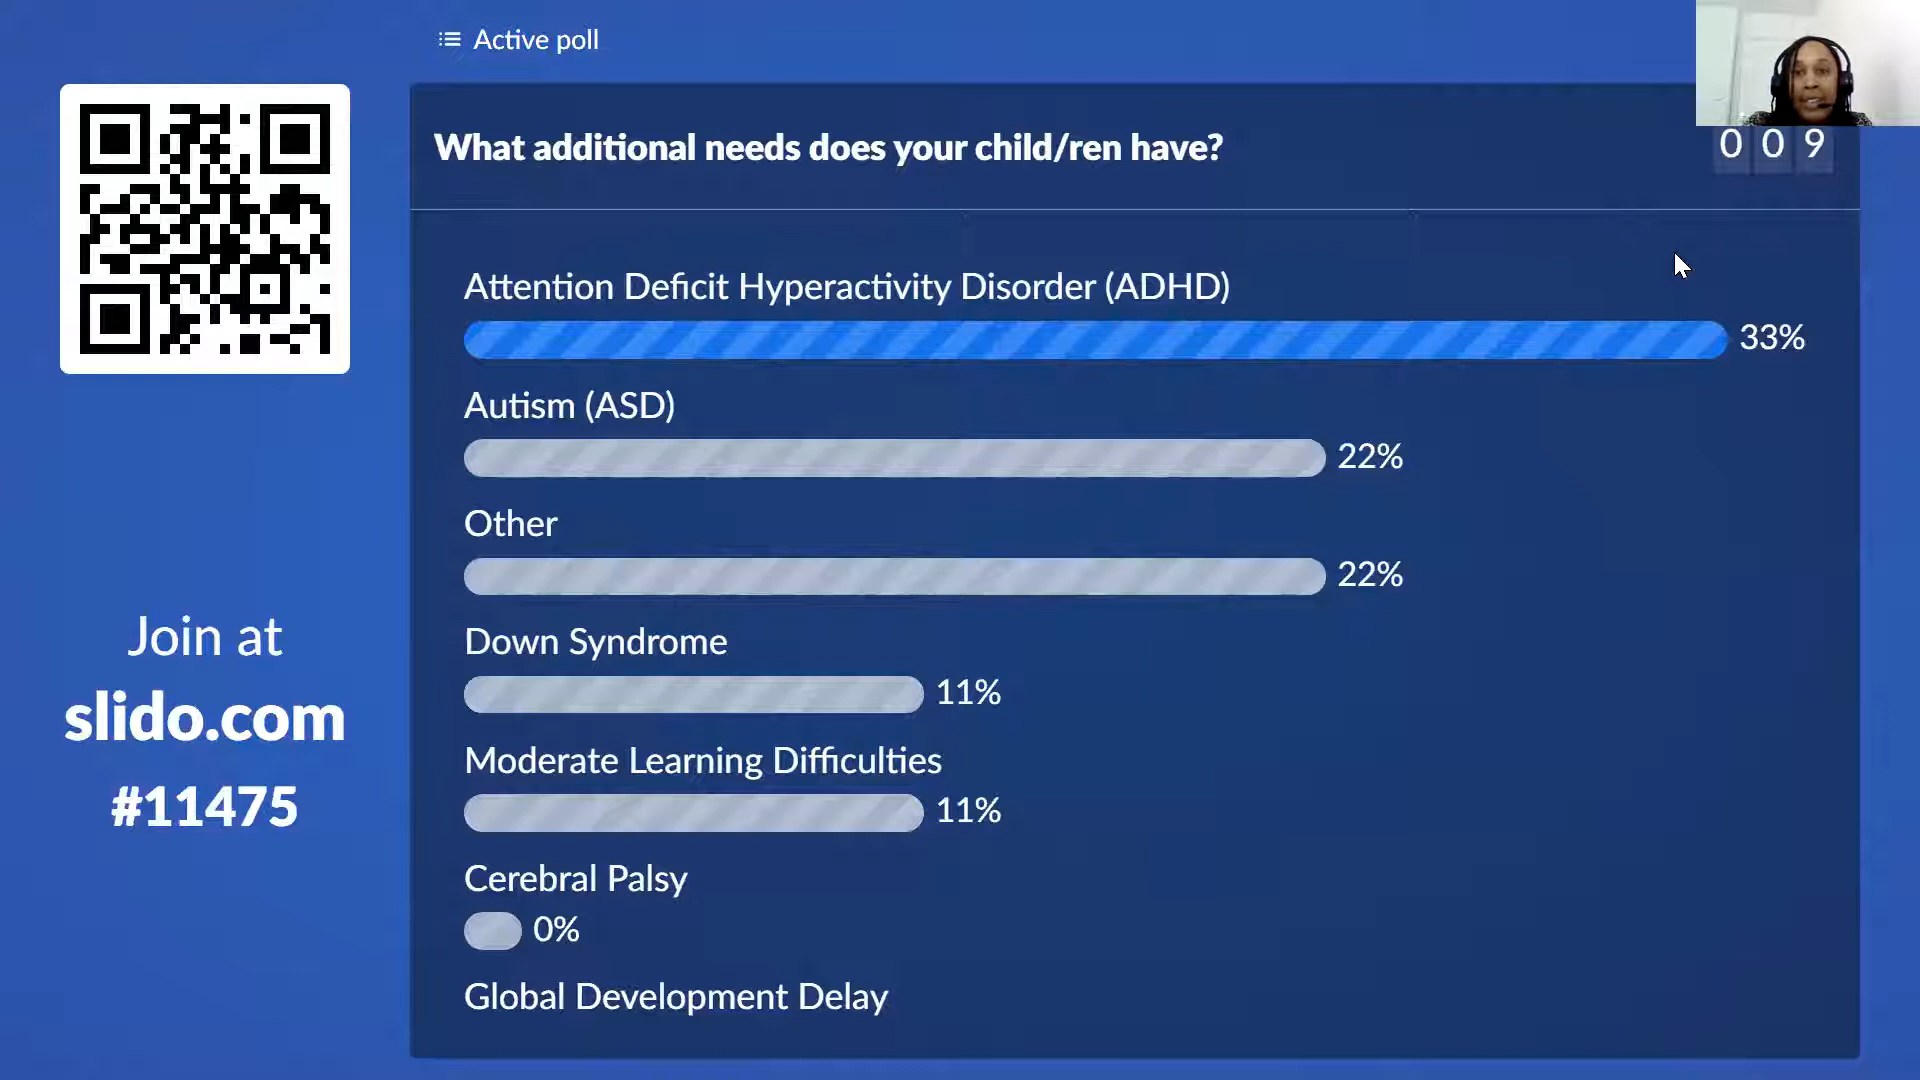 Active poll
What additional needs does your child/ren have?
0 0 9
Attention Deficit Hyperactivity Disorder (ADHD)
33%
Autism (ASD)
22%
Other
22%
Down Syndrome
11%
Moderate Learning Difficulties
11%
Cerebral Palsy
0%
Global Development Delay
Join at
slido.com
#11475